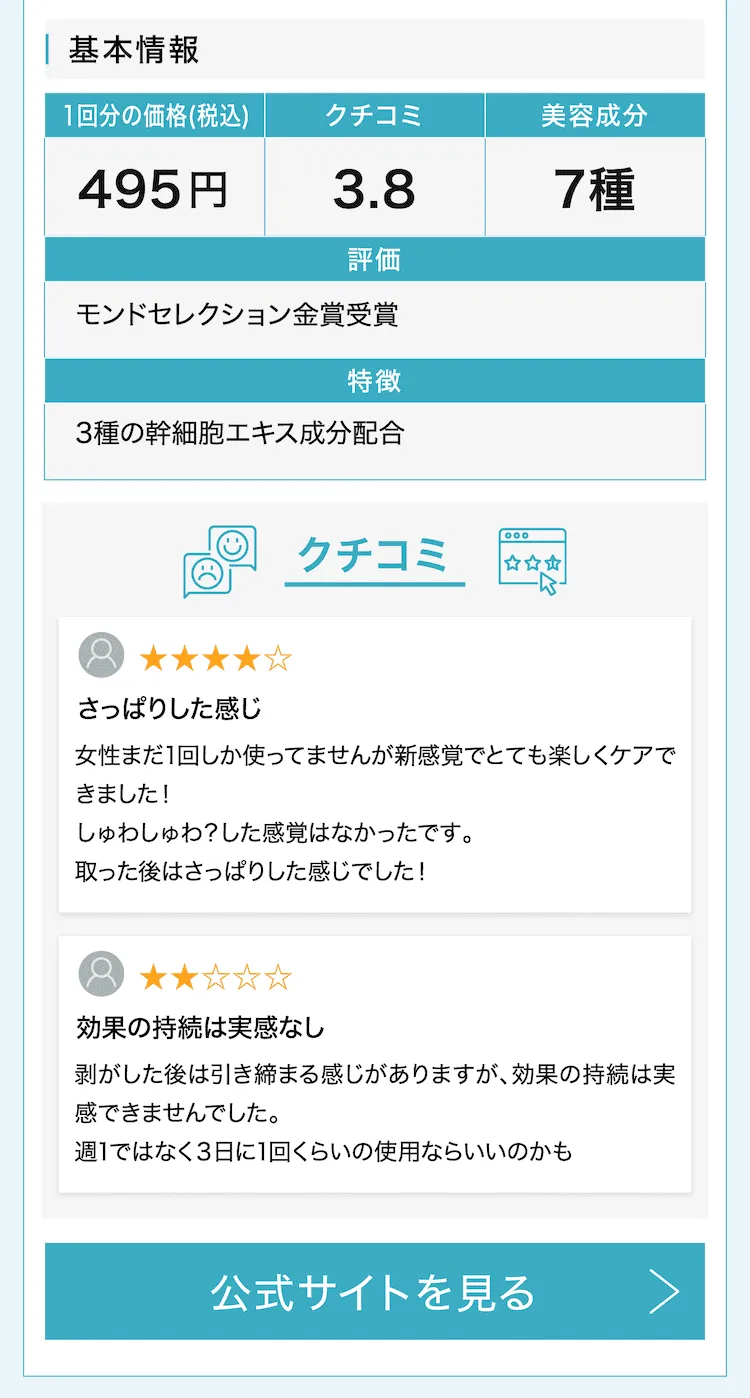 基本情報
1回分の価格(税込)
クチコミ
美容成分
495円
3.8
7種
評価
モンドセレクション金賞受賞
特徴
3種の幹細胞エキス成分配合
クチコミ
★★★★☆
さっぱりした感じ
女性まだ1回しか使ってませんが新感覚でとても楽しくケアで
きました!
しゅわしゅわ?した感覚はなかったです。
取った後はさっぱりした感じでした!
★★☆☆☆
効果の持続は実感なし
剥がした後は引き締まる感じがありますが、効果の持続は実
感できませんでした。
週1ではなく3日に1回くらいの使用ならいいのかも
公式サイトを見る